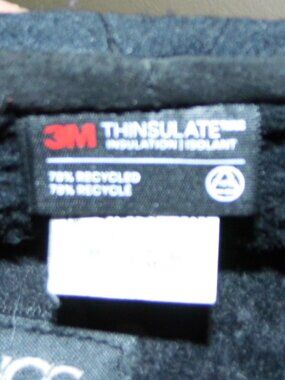 3M THINSULATE
INSULATION | ISOLANT
75% RECYCLED
75% RECYCLÉ